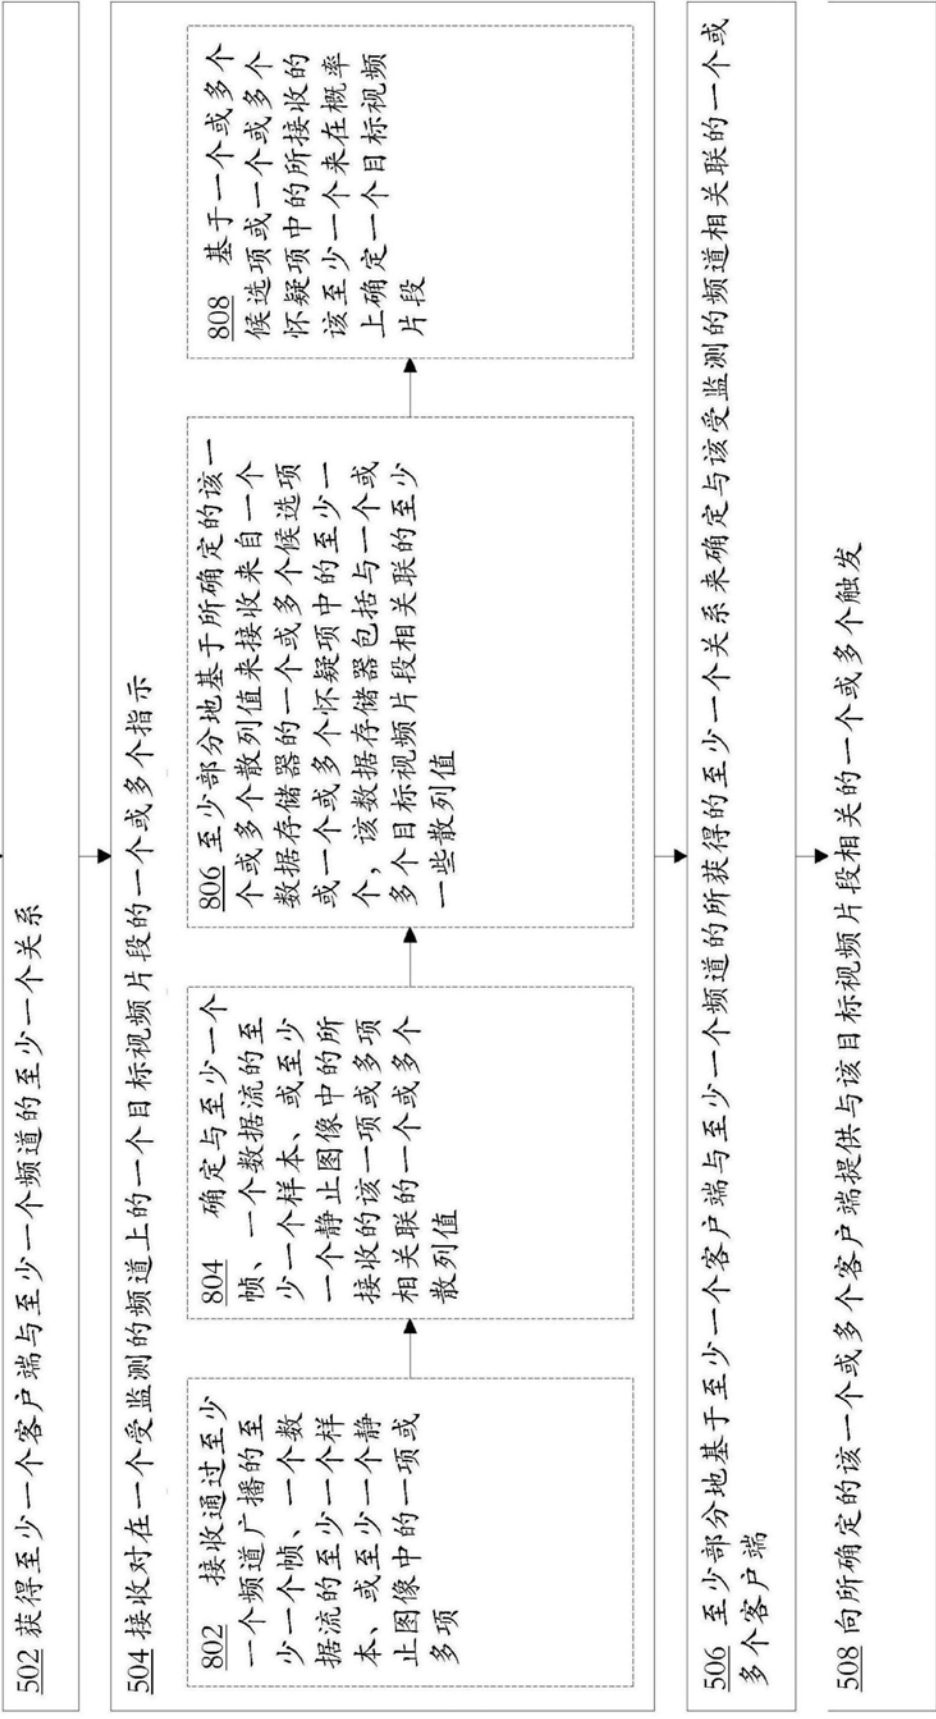 502 获得至少一个客户端与至少一个频道的至少一个关系
504 接收对在一个受监测的频道上的一个目标视频片段的一个或多个指示
802 接收通过至少
一个频道广播的至
少一个帧、一个数
据流的至少一个样
本、或至少一个静
止图像中的一项或
多项
804 确定与至少一个
帧、一个数据流的至
少一个样本、或至少
一个静止图像中的所
接收的该一项或多项
相关联的一个或多个
散列值
806 至少部分地基于所确定的该一
个或多个散列值来接收来自一个
数据存储器的一个或多个候选项
或一个或多个怀疑项中的至少一
个，该数据存储器包括与一个或
多个目标视频片段相关联的至少
一些散列值
808 基于一个或多个
候选项或一个或多个
怀疑项中的所接收的
该至少一个来在概率
上确定一个目标视频
片段
506 至少部分地基于至少一个客户端与至少一个频道的所获得的至少一个关系来确定与该受监测的频道相关联的一个或
多个客户端
508 向所确定的该一个或多个客户端提供与该目标视频片段相关的一个或多个触发